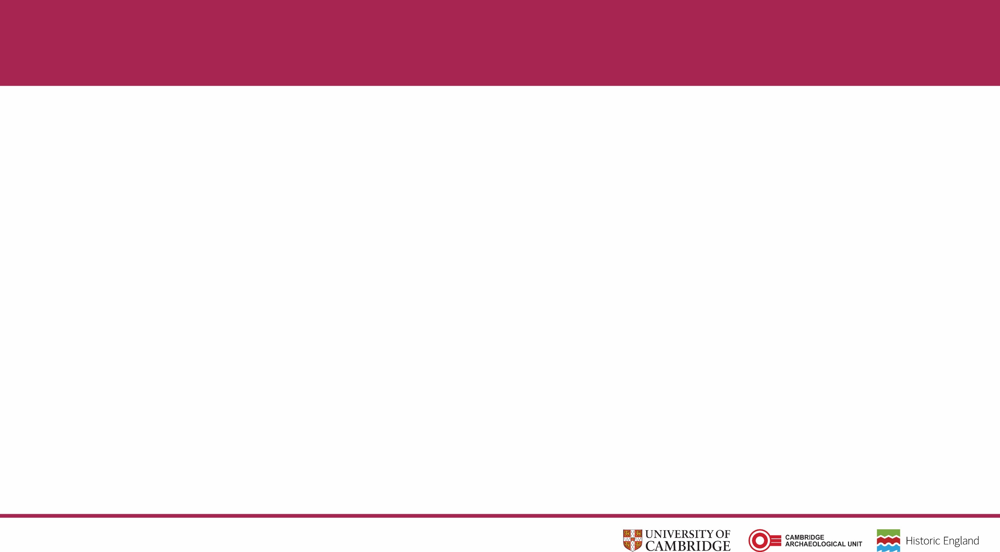 UNIVERSITY OF
CAMBRIDGE
CAMBRIDGE
ARCHAEOLOGICAL UNIT
Historic England